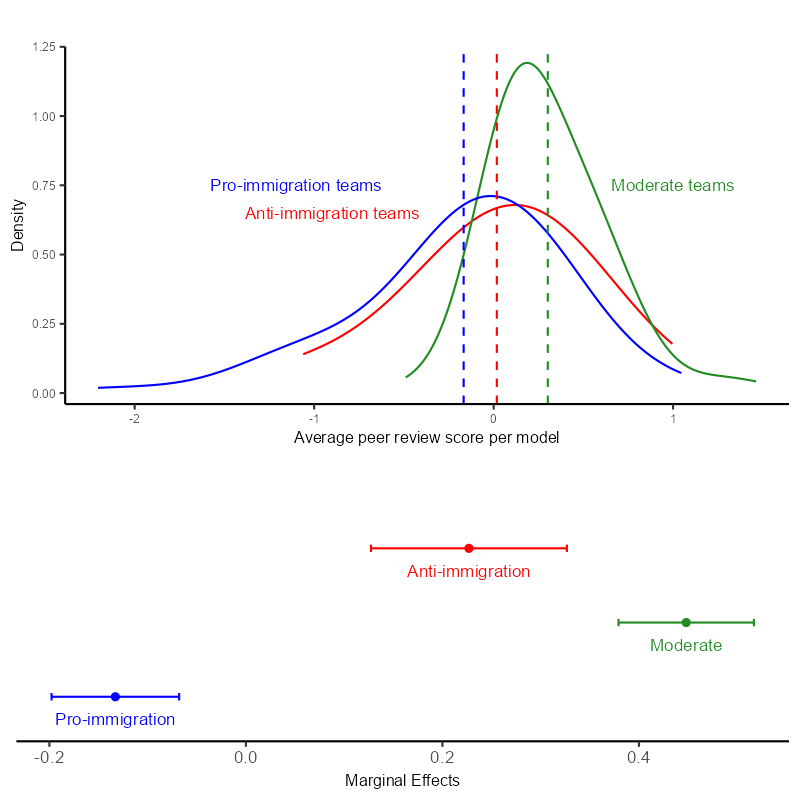 1.25
1.00
0.75
0.50
0.25
0.00
Density
Pro-immigration teams
Anti-immigration teams
Moderate teams
-2
-1
0
1
Average peer review score per model
Anti-immigration
Moderate
Pro-immigration
-0.2
0.0
0.2
0.4
Marginal Effects